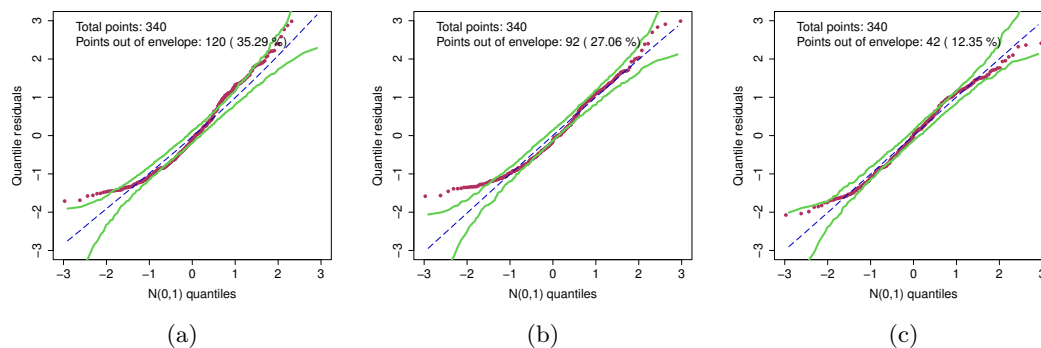 Total points: 340
Points out of envelope: 120 ( 35.29 %)
Quantile residuals
3
2
1
0
−1
−2
−3
−3 −2 −1 0 1 2 3
N(0,1) quantiles
(a)
Total points: 340
Points out of envelope: 92 ( 27.06 %)
Quantile residuals
3
2
1
0
−1
−2
−3
−3 −2 −1 0 1 2 3
N(0,1) quantiles
(b)
Total points: 340
Points out of envelope: 42 ( 12.35 %)
Quantile residuals
3
2
1
0
−1
−2
−3
−3 −2 −1 0 1 2 3
N(0,1) quantiles
(c)